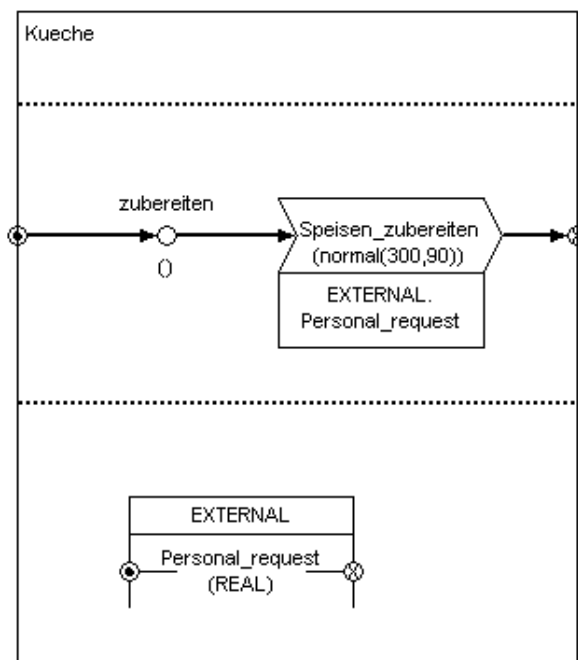 Kueche
zubereiten
()
Speisen_zubereiten
(normal(300,90))
EXTERNAL.
Personal_request
EXTERNAL
Personal_request
(REAL)